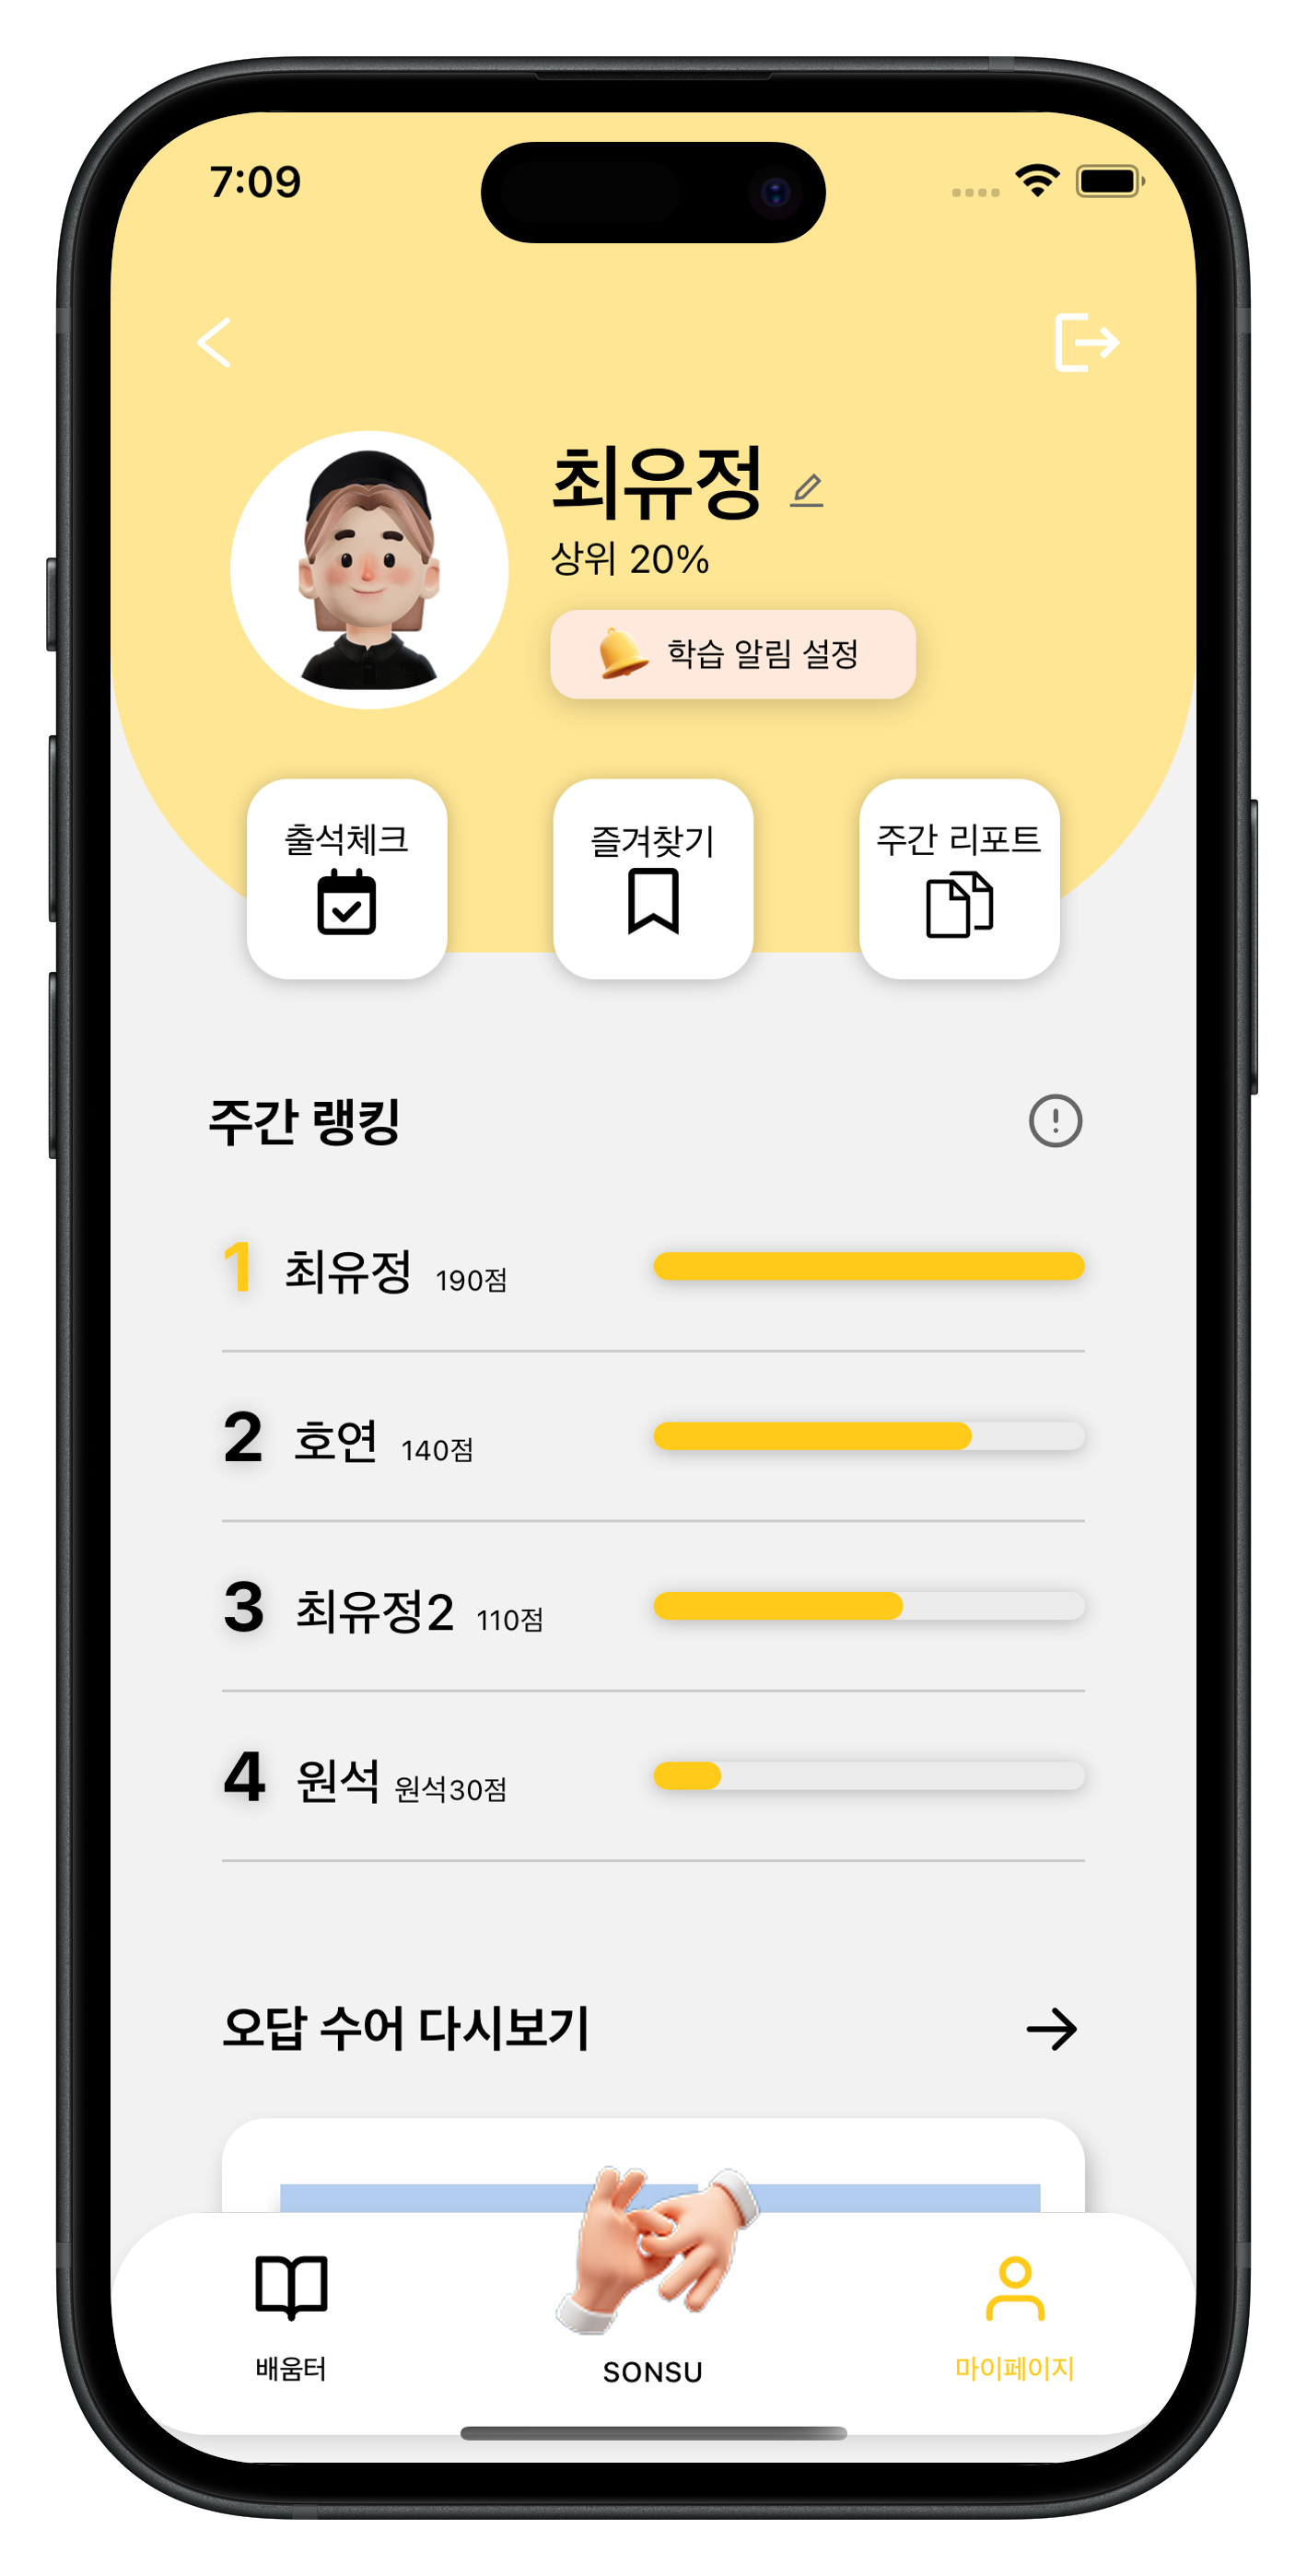 7:09
최유정
상위 20%
학습 알림 설정
출석체크
즐겨찾기
주간 리포트
주간 랭킹
1 최유정 190점
2 호연 140점
3 최유정2 110점
4 원석 원석30점
오답 수어 다시보기
배움터
SONSU
마이페이지